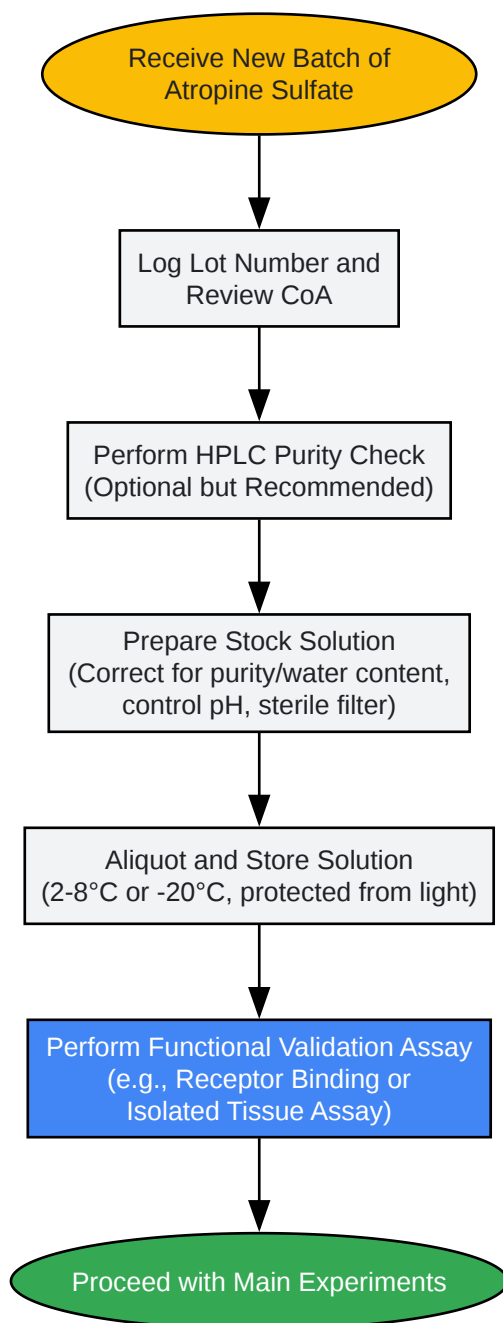 Receive New Batch of
Atropine Sulfate
Log Lot Number and
Review CoA
Perform HPLC Purity Check
(Optional but Recommended)
Prepare Stock Solution
(Correct for purity/water content,
control pH, sterile filter)
Aliquot and Store Solution
(2-8°C or -20°C, protected from light)
Perform Functional Validation Assay
(e.g., Receptor Binding or
Isolated Tissue Assay)
Proceed with Main Experiments